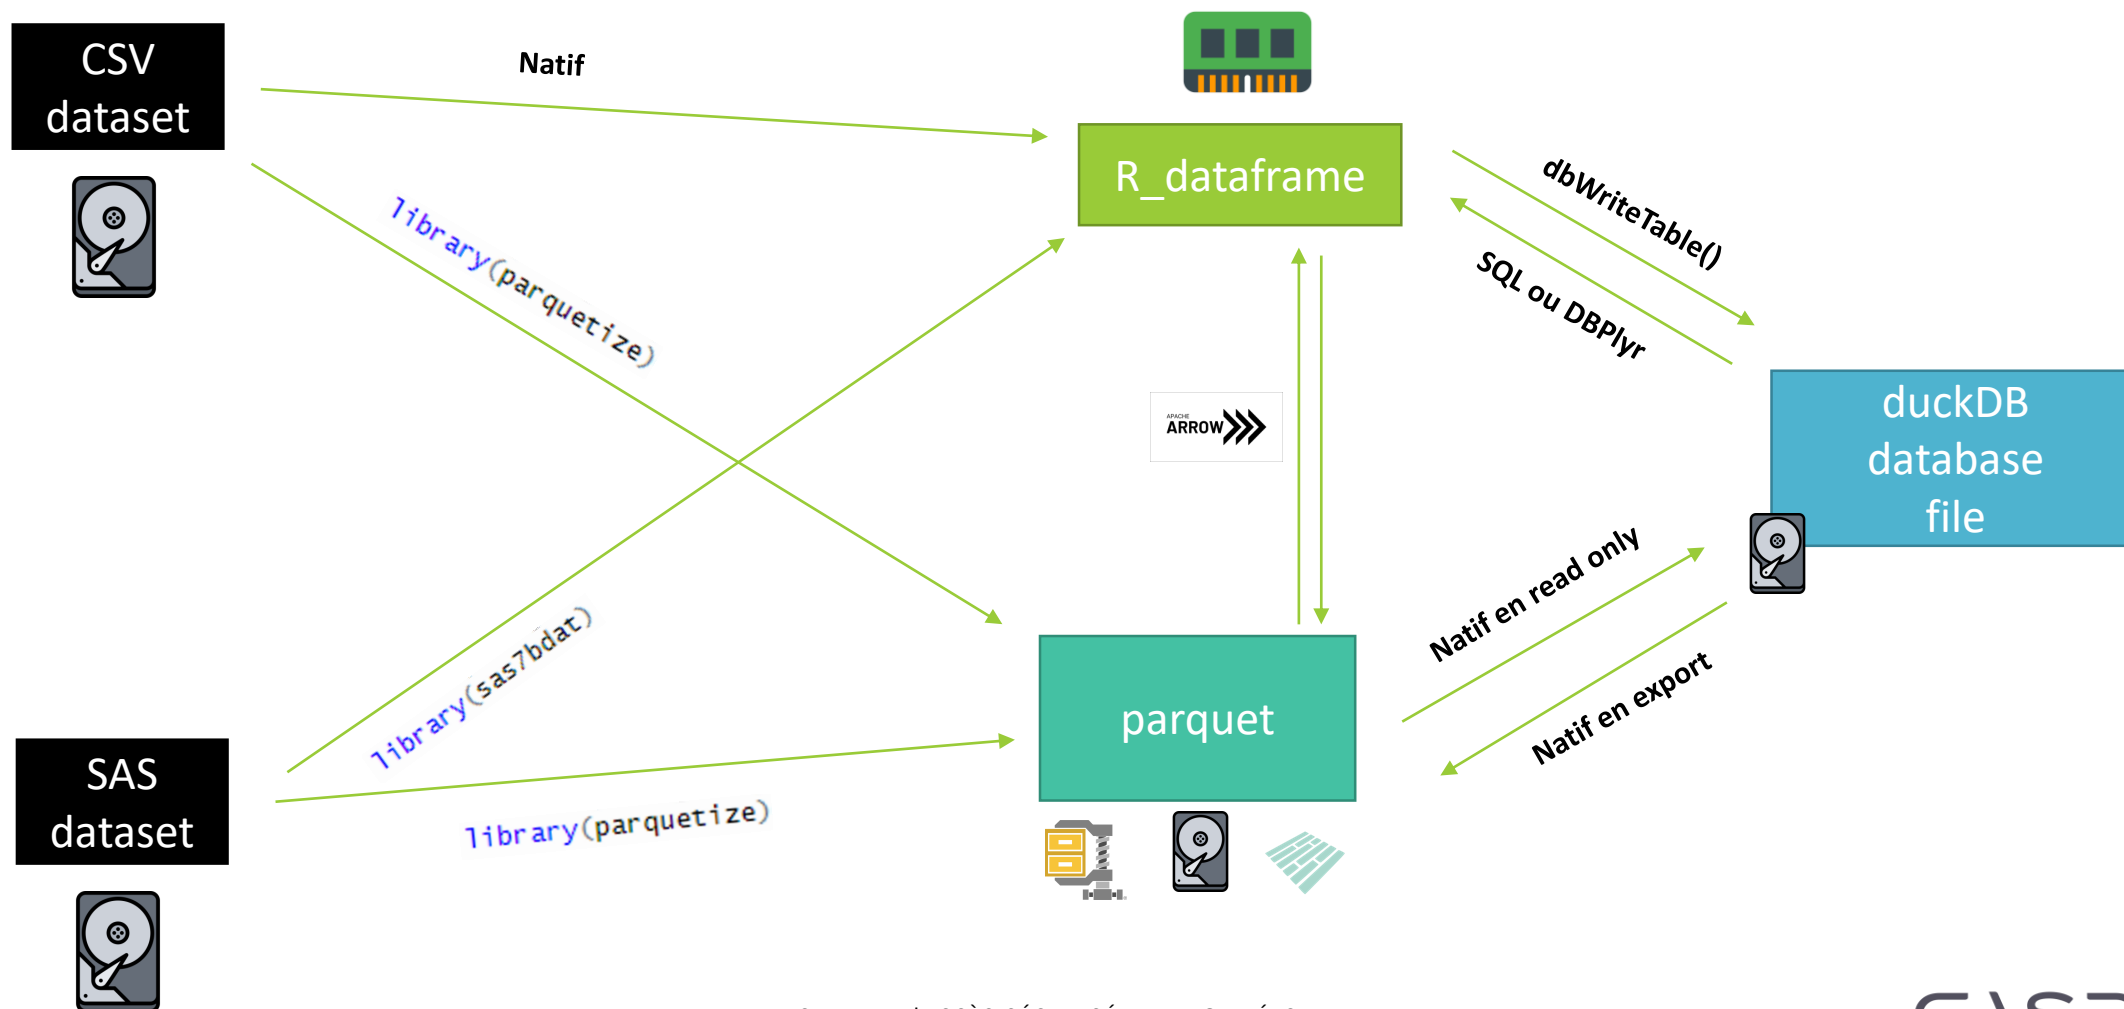 CSV
dataset
Natif
R_dataframe
dbWriteTable()
SQL ou DBPlyr
library(parquetize)
APACHE
ARROW
duckDB
database
file
Natif en read only
Natif en export
library(sas7bdat)
parquet
SAS
dataset
library(parquetize)